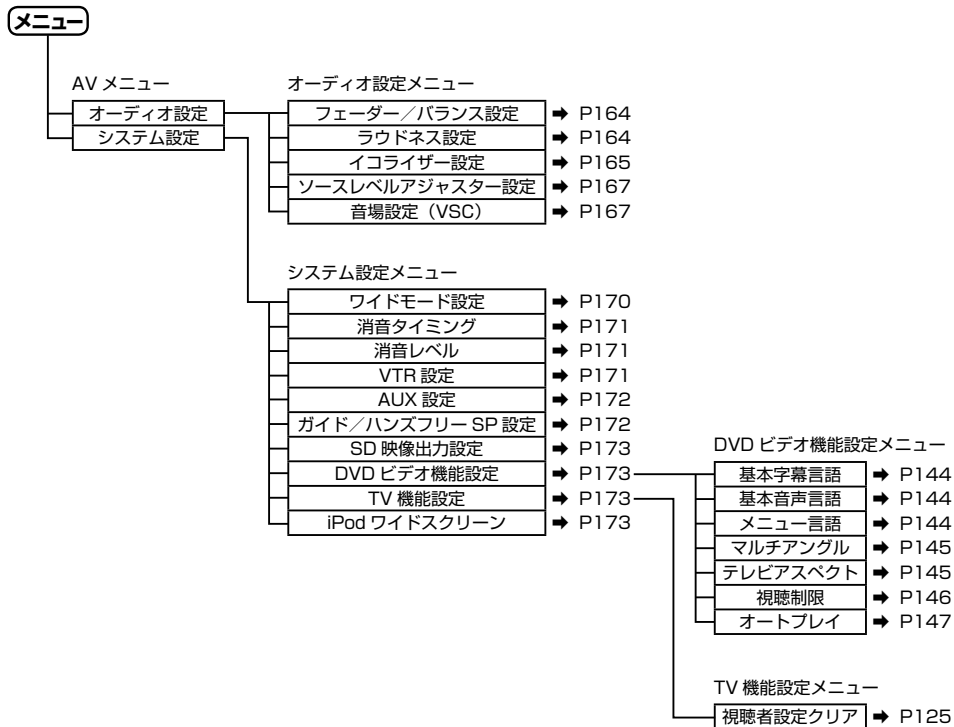 メニュー
AV メニュー
オーディオ設定
システム設定
オーディオ設定メニュー
フェーダー／バランス設定 ➡ P164
ラウドネス設定 ➡ P164
イコライザー設定 ➡ P165
ソースレベルアジャスター設定 ➡ P167
音場設定（VSC） ➡ P167
システム設定メニュー
ワイドモード設定 ➡ P170
消音タイミング ➡ P171
消音レベル ➡ P171
VTR 設定 ➡ P171
AUX 設定 ➡ P172
ガイド／ハンズフリー SP 設定 ➡ P172
SD 映像出力設定 ➡ P173
DVD ビデオ機能設定 ➡ P173
TV 機能設定 ➡ P173
iPod ワイドスクリーン ➡ P173
DVD ビデオ機能設定メニュー
基本字幕言語 ➡ P144
基本音声言語 ➡ P144
メニュー言語 ➡ P144
マルチアングル ➡ P145
テレビアスペクト ➡ P145
視聴制限 ➡ P146
オートプレイ ➡ P147
TV 機能設定メニュー
視聴者設定クリア ➡ P125